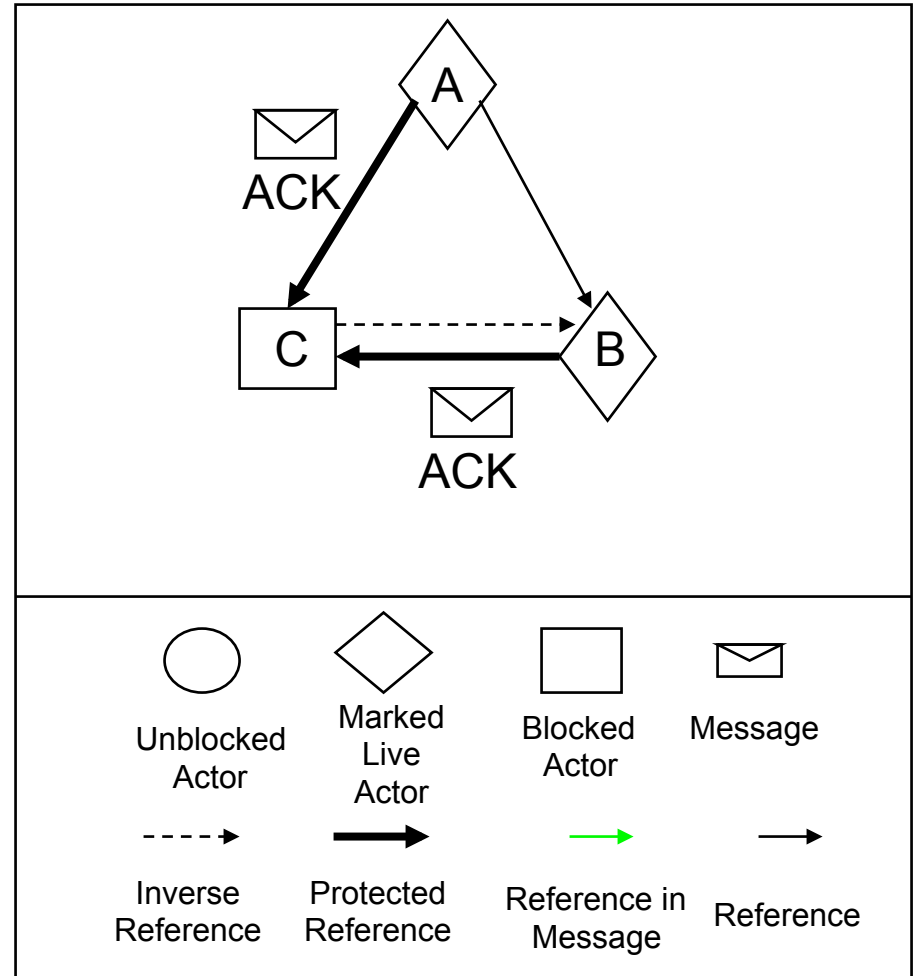 A
ACK
C
B
ACK
Unblocked
Actor
Marked
Live
Actor
Blocked
Actor
Message
Inverse
Reference
Protected
Reference
Reference in
Message
Reference